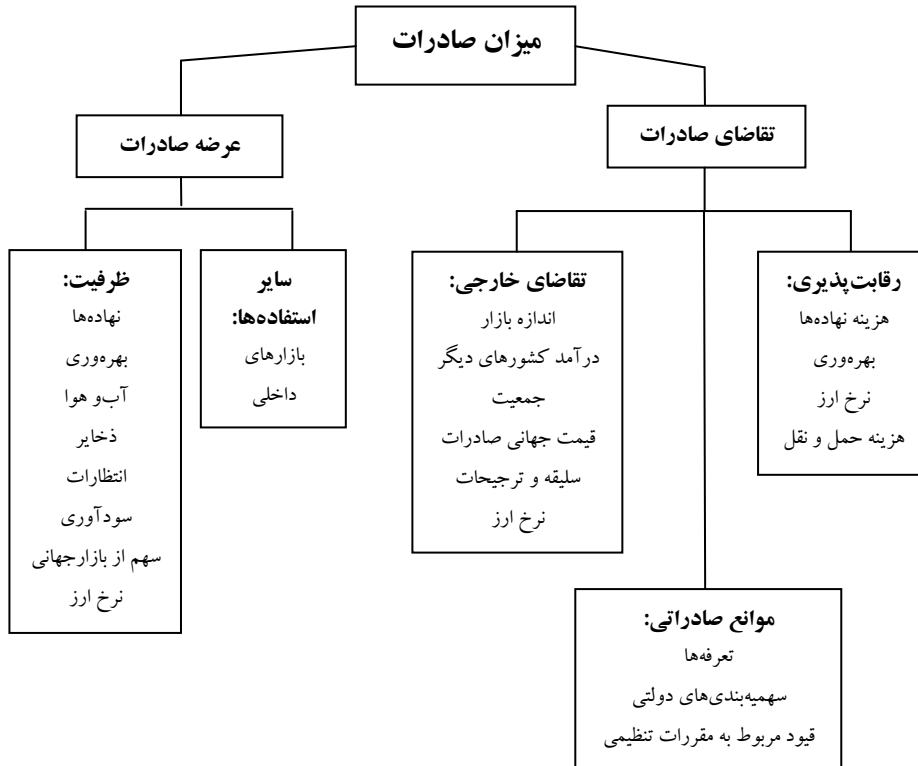 میزان صادرات
تقاضای صادرات
عرضه صادرات
رقابت‌پذیری:
هزینه نهاده‌ها
بهره‌وری
نرخ ارز
هزینه حمل و نقل
تقاضای خارجی:
اندازه بازار
درآمد کشورهای دیگر
جمعیت
قیمت جهانی صادرات
سلیقه و ترجیحات
نرخ ارز
سایر
استفاده‌ها:
بازارهای
داخلی
ظرفیت:
نهاده‌ها
بهره‌وری
آب‌و هوا
ذخایر
انتظارات
سودآوری
سهم از بازارجهانی
نرخ ارز
موانع صادراتی:
تعرفه‌ها
سهمیه‌بندی‌های دولتی
قیود مربوط به مقررات تنظیمی